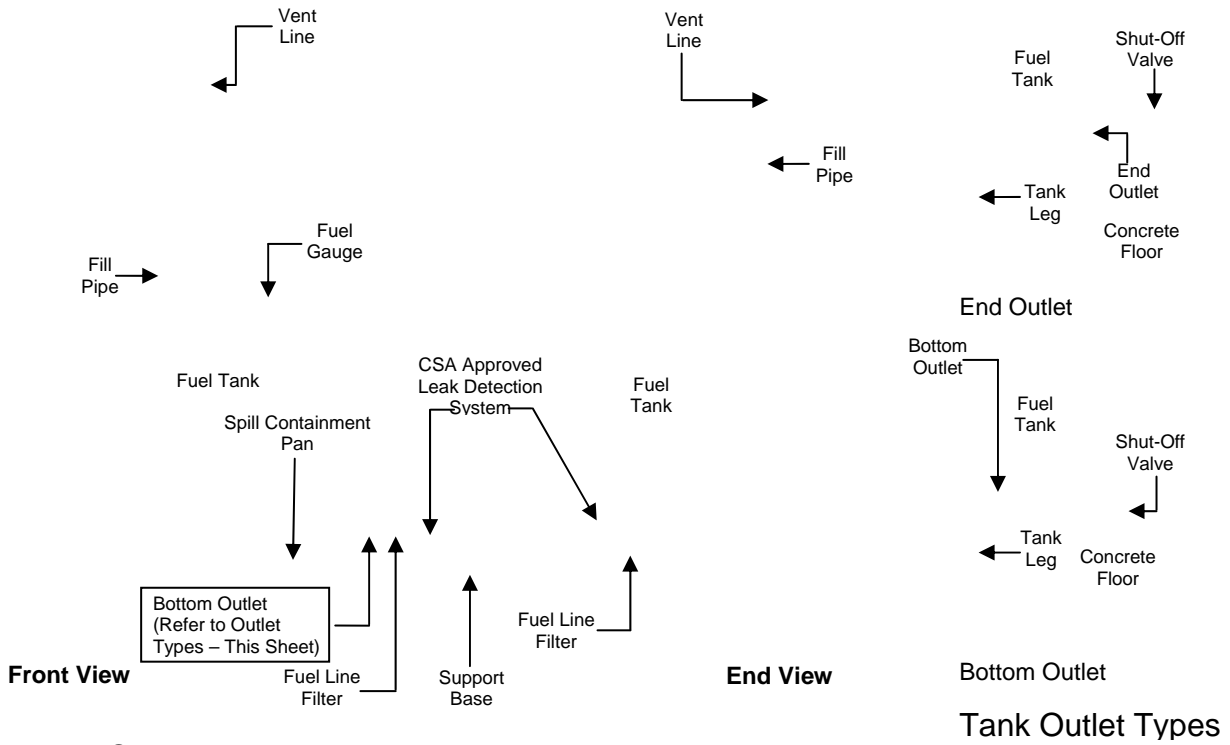 Vent
Line
Fill
Pipe
Fuel
Gauge
Fuel Tank
Spill Containment
Pan
CSA Approved
Leak Detection
System
Bottom Outlet
(Refer to Outlet
Types – This Sheet)
Fuel Line
Filter
Support
Base
Front View
Vent
Line
Fill
Pipe
Fuel
Tank
Fuel Line
Filter
End View
Fuel
Tank
Shut-Off
Valve
End
Outlet
Tank
Leg
Concrete
Floor
End Outlet
Bottom
Outlet
Fuel
Tank
Shut-Off
Valve
Tank
Leg
Concrete
Floor
Bottom Outlet
Tank Outlet Types